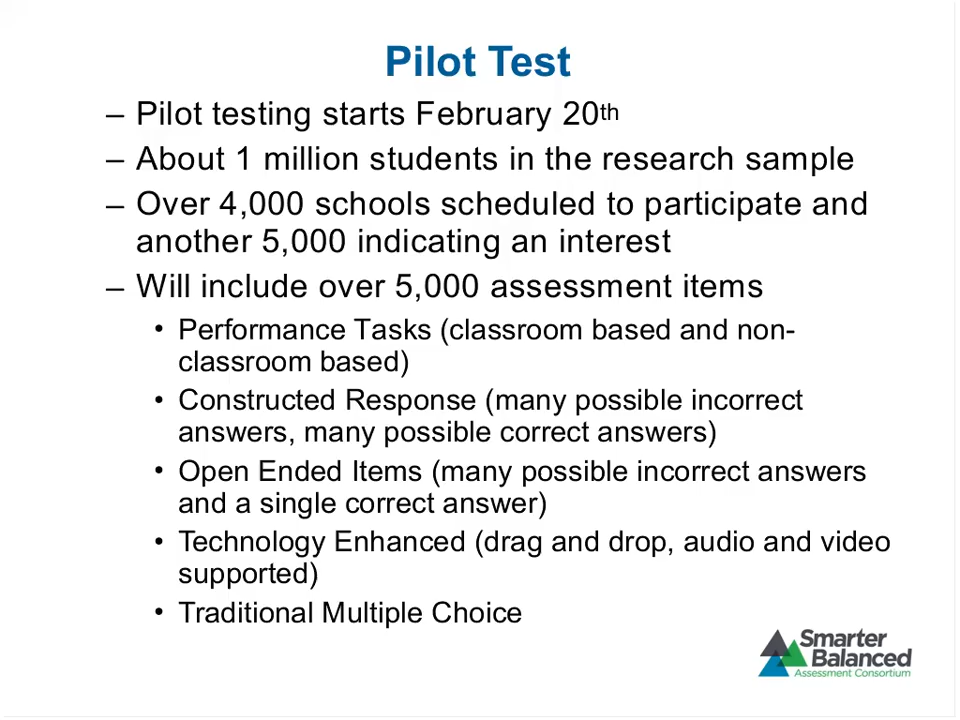 Pilot Test
– Pilot testing starts February 20th
– About 1 million students in the research sample
– Over 4,000 schools scheduled to participate and
another 5,000 indicating an interest
– Will include over 5,000 assessment items
• Performance Tasks (classroom based and non-
classroom based)
• Constructed Response (many possible incorrect
answers, many possible correct answers)
• Open Ended Items (many possible incorrect answers
and a single correct answer)
• Technology Enhanced (drag and drop, audio and video
supported)
• Traditional Multiple Choice
Smarter
Balanced
Assessment Consortium